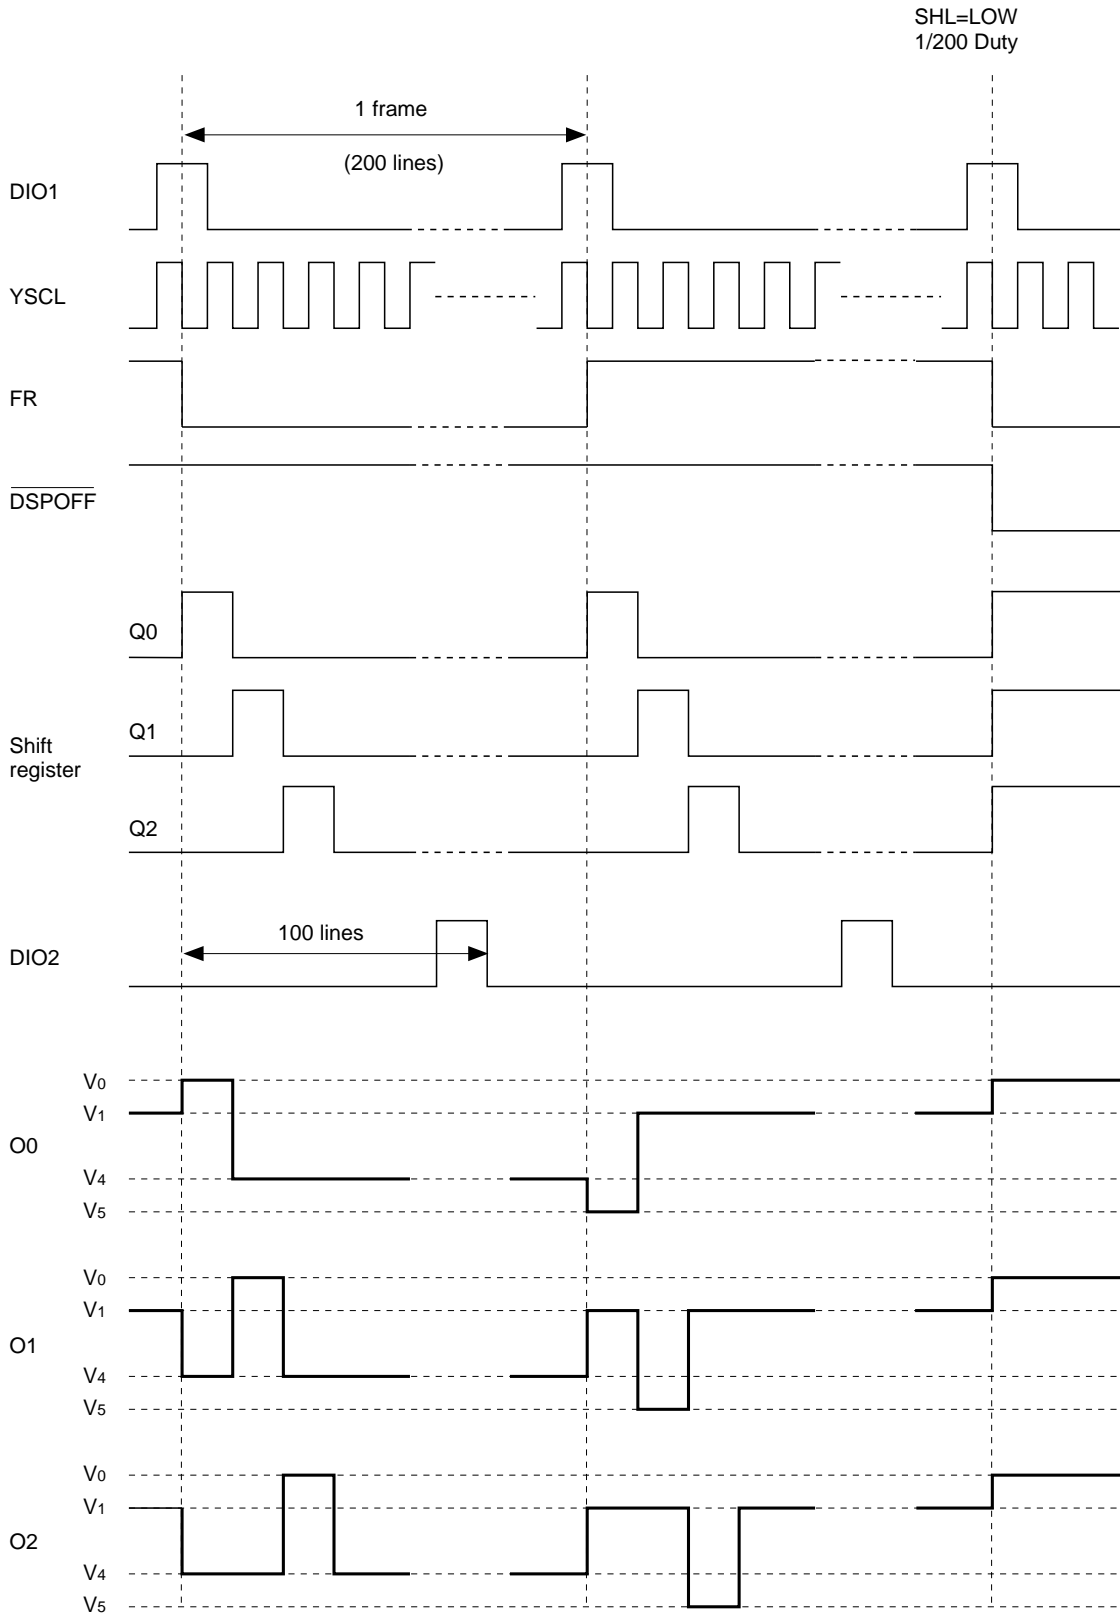 SHL=LOW
1/200 Duty
1 frame
(200 lines)
DIO1
YSCL
FR
DSPOFF
Q0
Q1
Shift
register
Q2
100 lines
DIO2
V0
V1
O0
V4
V5
V0
V1
O1
V4
V5
V0
V1
O2
V4
V5